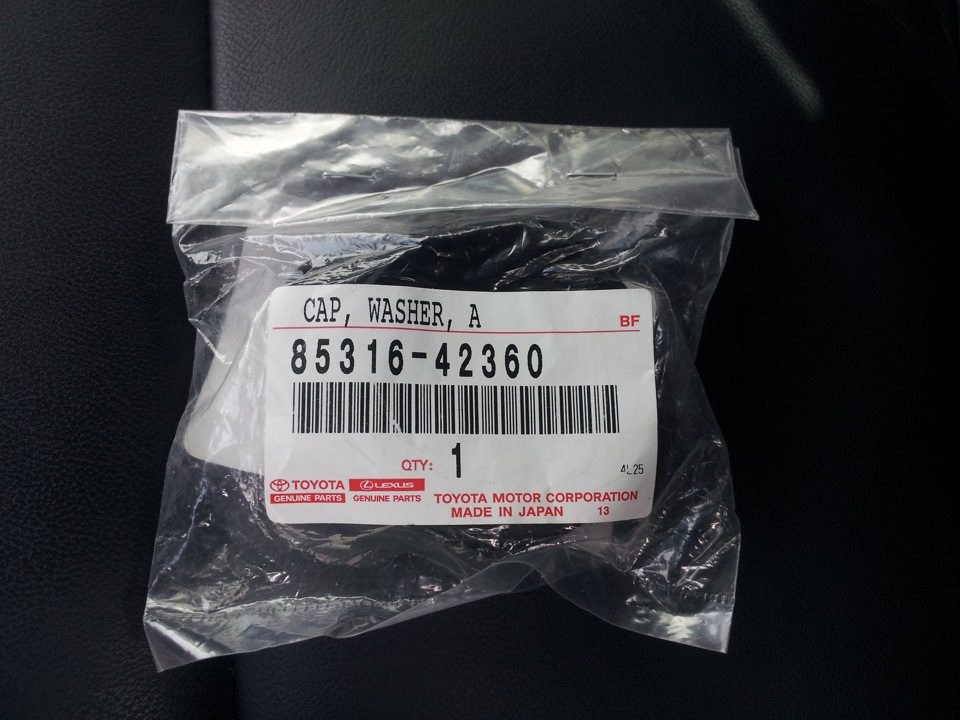 CAP, WASHER, A
BF
85316-42360
QTY: 1
4L25
TOYOTA
GENUINE PARTS
LEXUS
GENUINE PARTS
TOYOTA MOTOR CORPORATION
MADE IN JAPAN 13